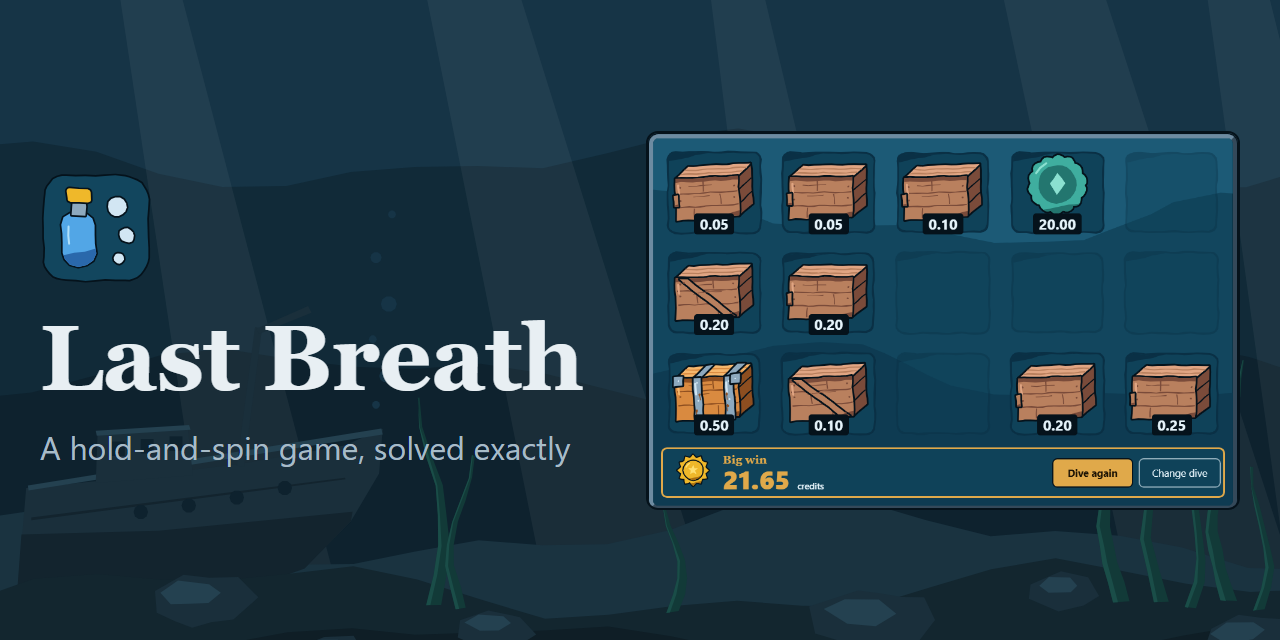 Last Breath
A hold-and-spin game, solved exactly
0.05 0.05 0.10 20.00
0.20 0.20
0.50 0.10 0.20 0.25
Big win
21.65 credits
Dive again Change dive